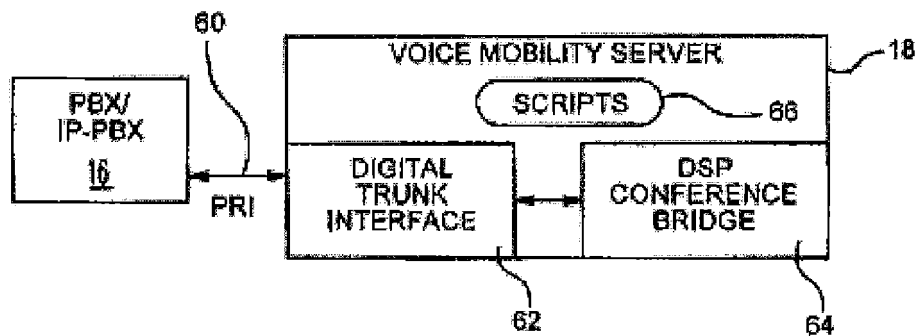 60
VOICE MOBILITY SERVER
18
SCRIPTS
66
PBX/
IP-PBX
16
PRI
DIGITAL
TRUNK
INTERFACE
DSP
CONFERENCE
BRIDGE
62
64